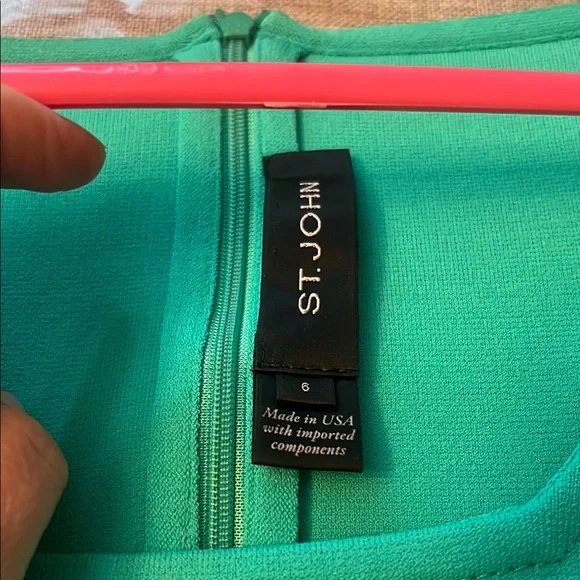 ST. JOHN
6
Made in USA
with imported
components